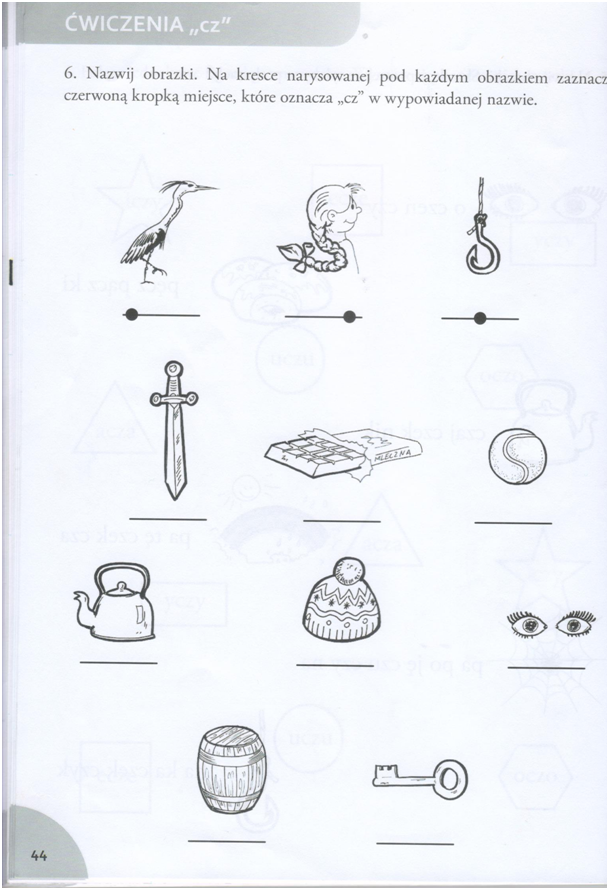 ĆWICZENIA „cz”
6. Nazwij obrazki. Na kresce narysowanej pod każdym obrazkiem zaznacz
czerwoną kropką miejsce, które oznacza „cz” w wypowiadanej nazwie.
MLECZNA
44